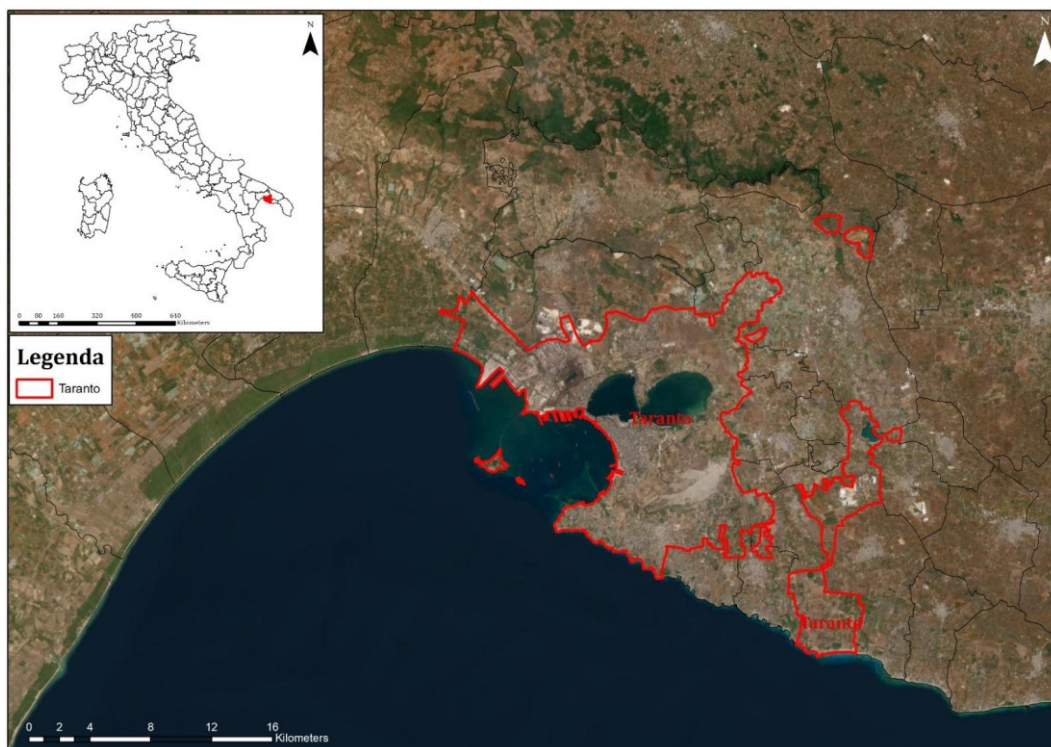 N
0 80 160 320 480 640
Kilometers
N
Legenda
Taranto
Taranto
Taranto
0 2 4 8 12 16
Kilometers